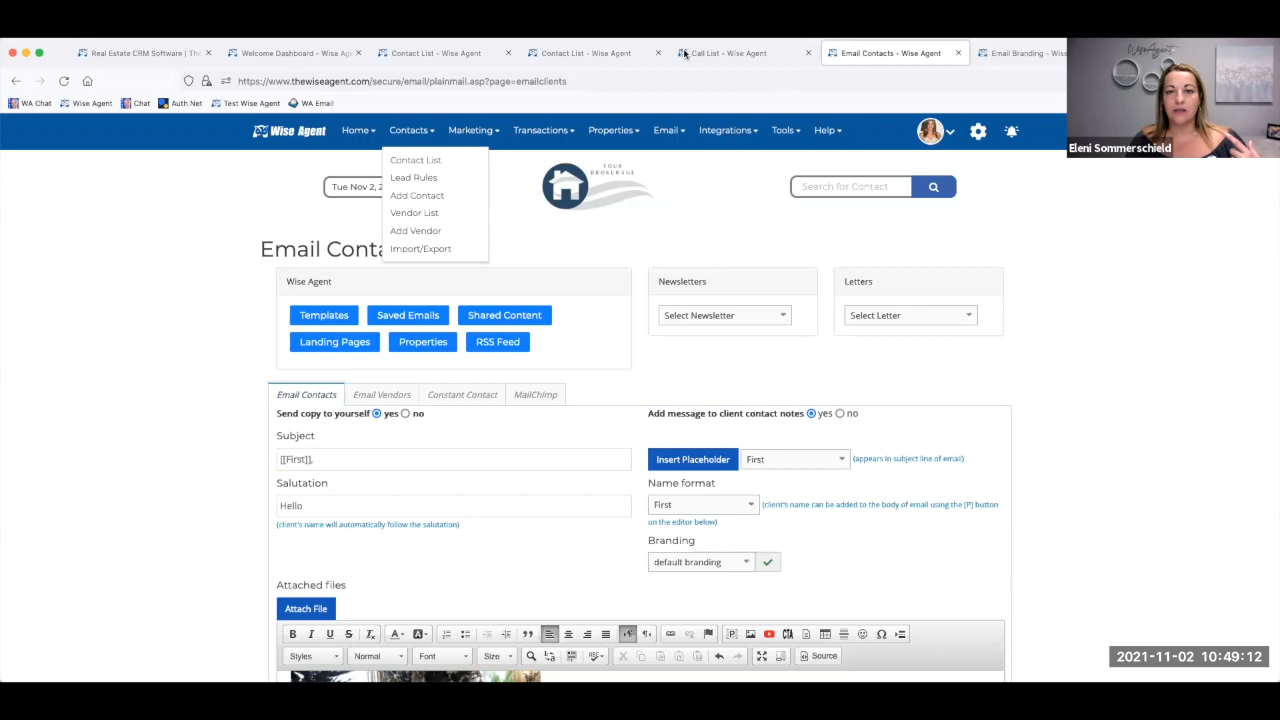 Real Estate CRM Software | The
Welcome Dashboard - Wise Age
Contact List - Wise Agent
Contact List - Wise Agent
Call List - Wise Agent
Email Contacts - Wise Agent
Email Branding - Wise
https://www.thewiseagent.com/secure/email/plainmail.asp?page=emailclients
WA Chat
Wise Agent
Chat
Auth.Net
Test Wise Agent
WA Email
Wise Agent
Home
Contacts
Marketing
Transactions
Properties
Email
Integrations
Tools
Help
Eleni Sommerschield
Contact List
Lead Rules
Add Contact
Vendor List
Add Vendor
Import/Export
Tue Nov 2, 2
YOUR
BROKERAGE
Search for Contact
Email Conta
Wise Agent
Newsletters
Letters
Templates
Saved Emails
Shared Content
Select Newsletter
Select Letter
Landing Pages
Properties
RSS Feed
Email Contacts
Email Vendors
Constant Contact
MailChimp
Send copy to yourself yes no
Add message to client contact notes yes no
Subject
[[First]],
Insert Placeholder
First
(appears in subject line of email)
Salutation
Name format
Hello
First
(client's name can be added to the body of email using the [P] button
on the editor below)
(client's name will automatically follow the salutation)
Branding
default branding
Attached files
Attach File
Styles
Normal
Font
Size
Source
2021-11-02 10:49:12